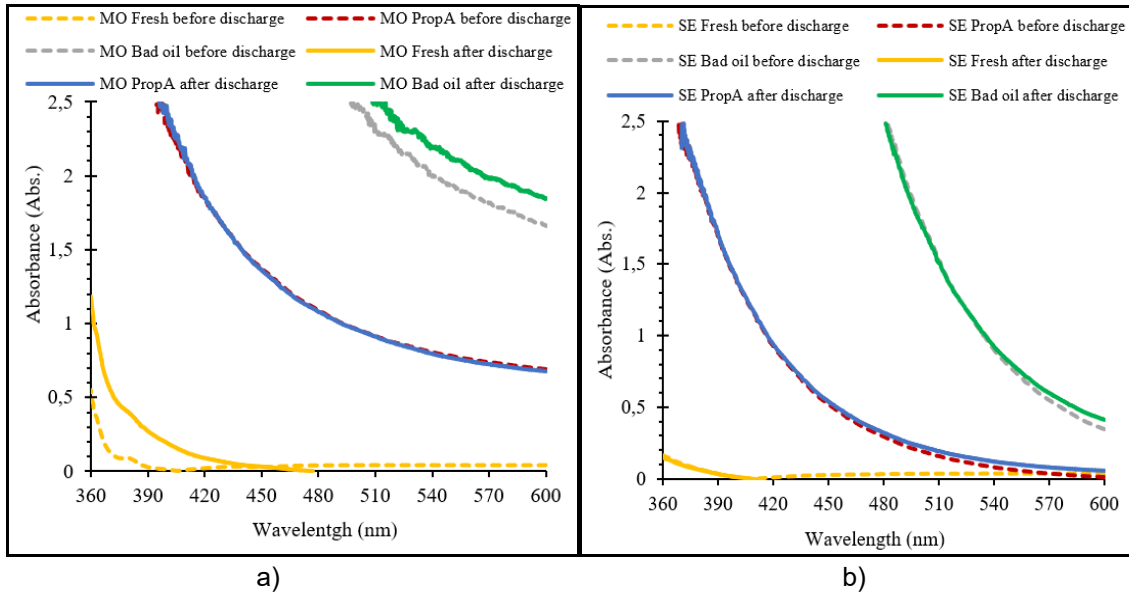 MO Fresh before discharge
MO PropA before discharge
MO Bad oil before discharge
MO Fresh after discharge
MO PropA after discharge
MO Bad oil after discharge
2,5
2
1,5
1
0,5
0
Absorbance (Abs.)
360 390 420 450 480 510 540 570 600
Wavelentgh (nm)
a)
SE Fresh before discharge
SE PropA before discharge
SE Bad oil before discharge
SE Fresh after discharge
SE PropA after discharge
SE Bad oil after discharge
2,5
2
1,5
1
0,5
0
Absorbance (Abs.)
360 390 420 450 480 510 540 570 600
Wavelength (nm)
b)